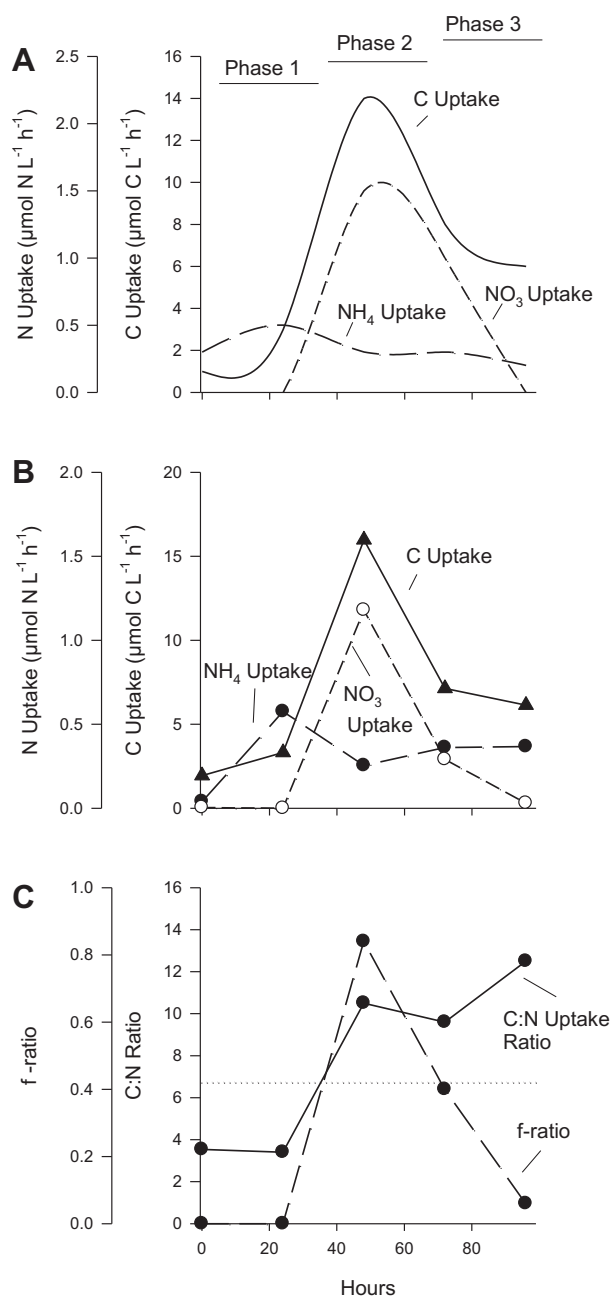 A
Phase 1
Phase 2
Phase 3
N Uptake (μmol N L⁻¹ h⁻¹)
2.5
2.0
1.5
1.0
0.5
0.0
C Uptake (μmol C L⁻¹ h⁻¹)
16
14
12
10
8
6
4
2
0
C Uptake
NH₄ Uptake
NO₃ Uptake
B
N Uptake (μmol N L⁻¹ h⁻¹)
2.0
1.6
1.2
0.8
0.4
0.0
C Uptake (μmol C L⁻¹ h⁻¹)
20
15
10
5
0
C Uptake
NH₄ Uptake
NO₃
Uptake
C
f -ratio
1.0
0.8
0.6
0.4
0.2
0.0
C:N Ratio
16
14
12
10
8
6
4
2
0
C:N Uptake
Ratio
f-ratio
0 20 40 60 80
Hours